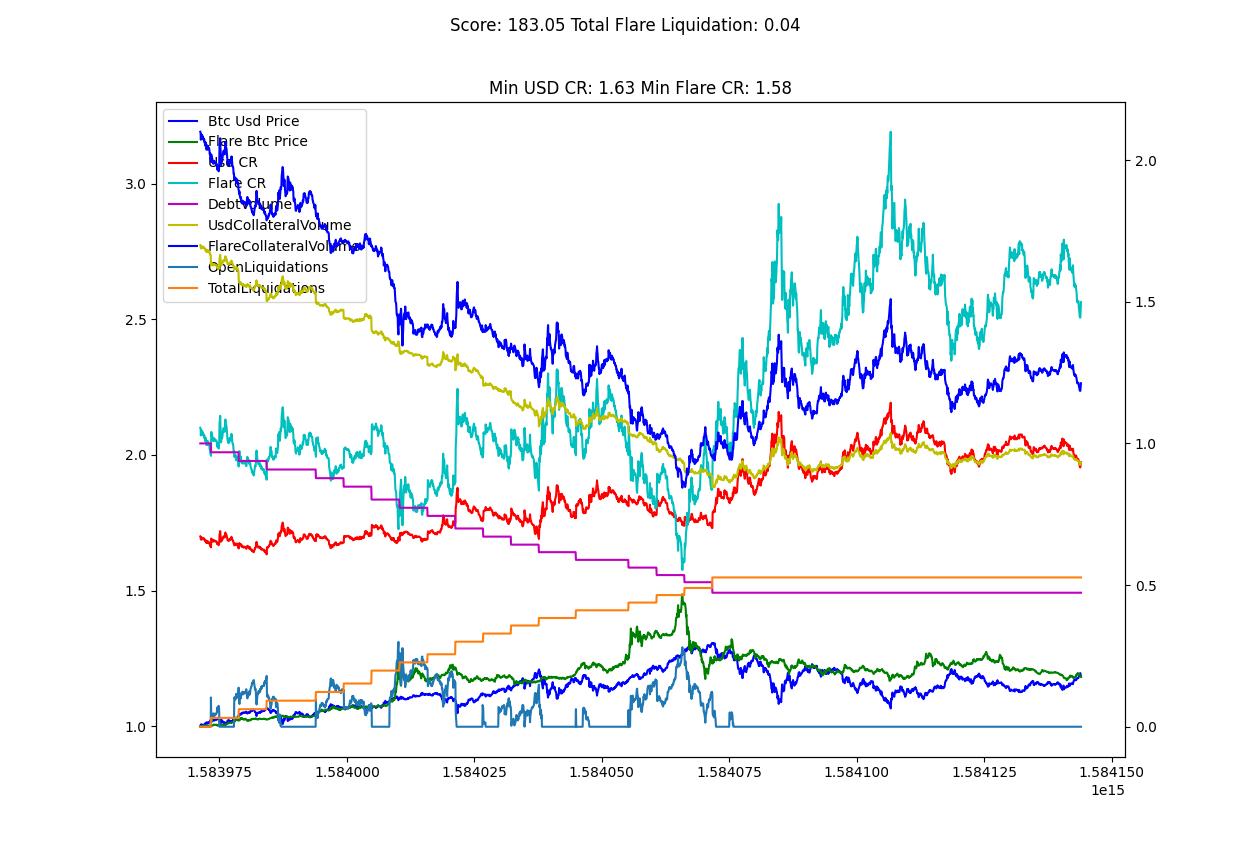 Score: 183.05 Total Flare Liquidation: 0.04
Min USD CR: 1.63 Min Flare CR: 1.58
Btc Usd Price
Flare Btc Price
Usd CR
Flare CR
DebtVolume
UsdCollateralVolume
FlareCollateralVolume
OpenLiquidations
TotalLiquidations
3.0
2.5
2.0
1.5
1.0
2.0
1.5
1.0
0.5
0.0
1.583975 1.584000 1.584025 1.584050 1.584075 1.584100 1.584125 1.584150
1e15